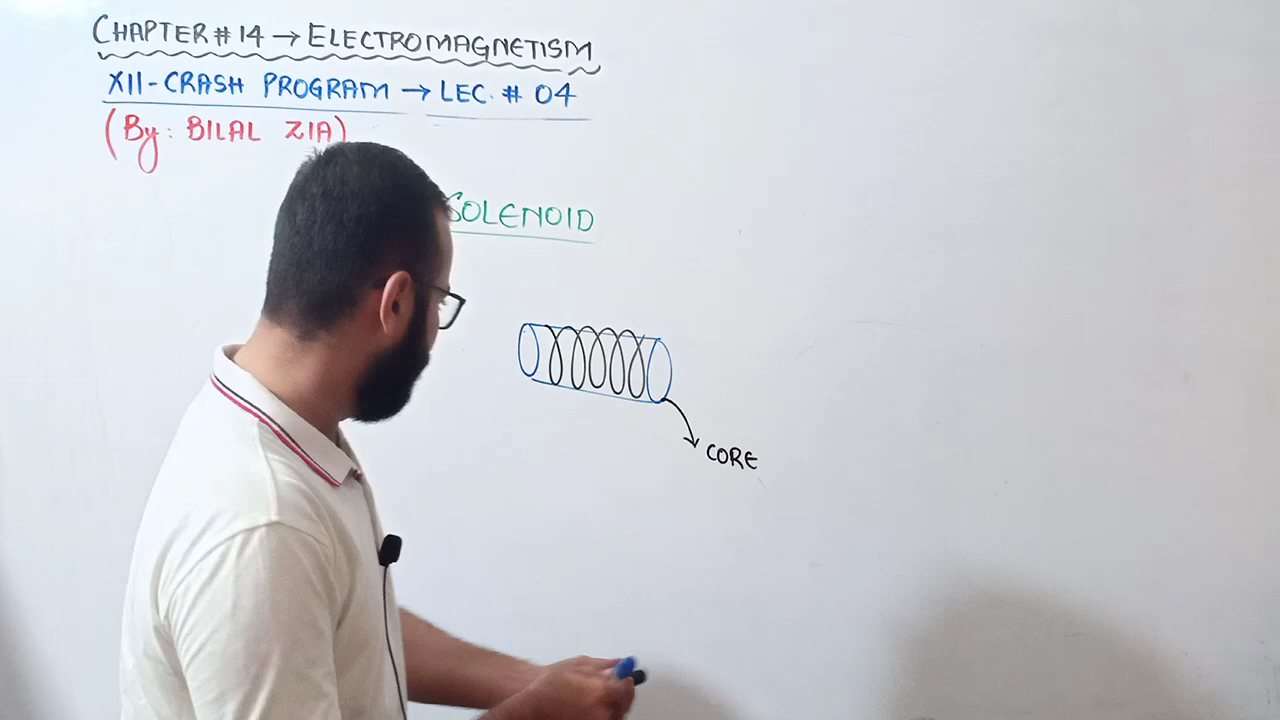 CHAPTER # 14 → ELECTROMAGNETISM
XII-CRASH PROGRAM → LEC. # 04
(By: BILAL ZIA)
SOLENOID
CORE